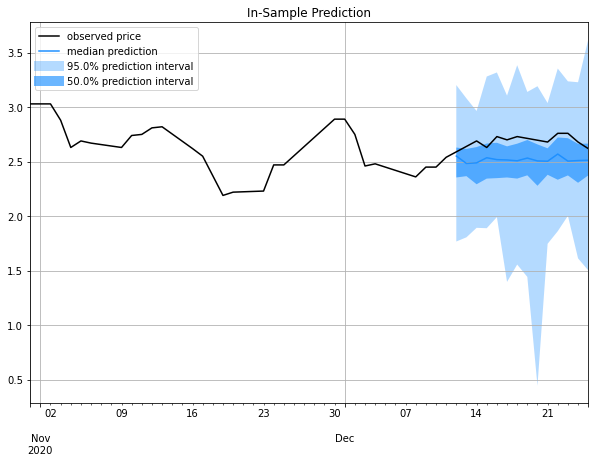 In-Sample Prediction
observed price
median prediction
95.0% prediction interval
50.0% prediction interval
3.5
3.0
2.5
2.0
1.5
1.0
0.5
02 09 16 23 30 07 14 21
Nov Dec
2020